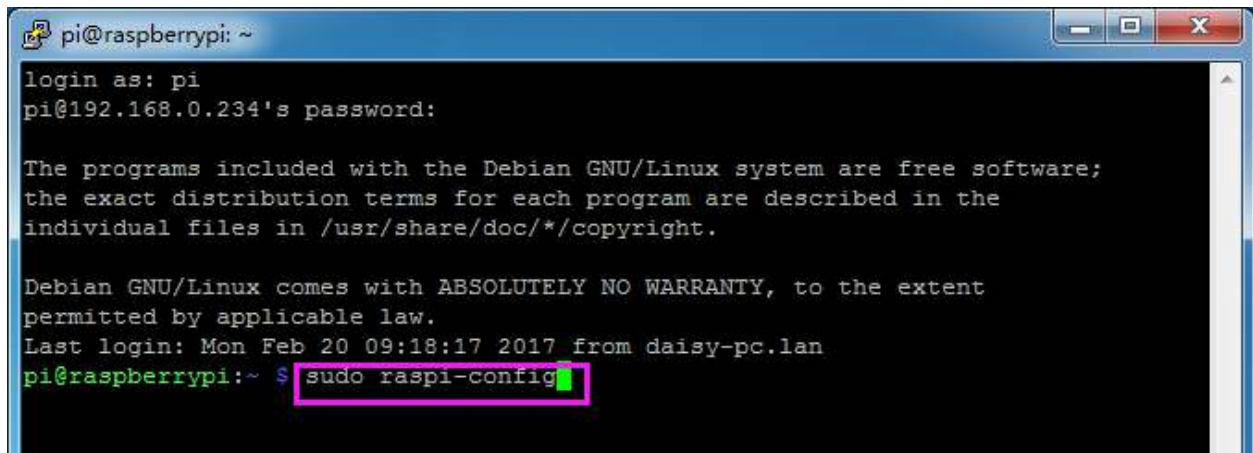 pi@raspberrypi: ~
login as: pi
pi@192.168.0.234's password:
The programs included with the Debian GNU/Linux system are free software;
the exact distribution terms for each program are described in the
individual files in /usr/share/doc/*/copyright.
Debian GNU/Linux comes with ABSOLUTELY NO WARRANTY, to the extent
permitted by applicable law.
Last login: Mon Feb 20 09:18:17 2017 from daisy-pc.lan
pi@raspberrypi:~ $ sudo raspi-config